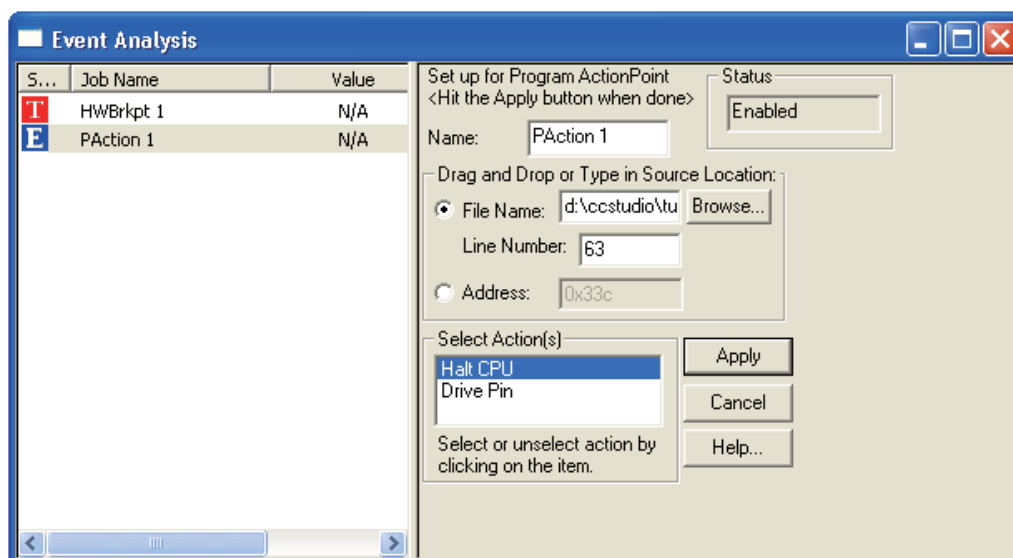 Event Analysis
S... Job Name Value
T HWBrkpt 1 N/A
E PAction 1 N/A
Set up for Program ActionPoint
<Hit the Apply button when done>
Name: PAction 1
Status
Enabled
Drag and Drop or Type in Source Location:
File Name: d:\ccstudio\tu Browse...
Line Number: 63
Address: 0x33c
Select Action(s)
Halt CPU
Drive Pin
Select or unselect action by
clicking on the item.
Apply
Cancel
Help...